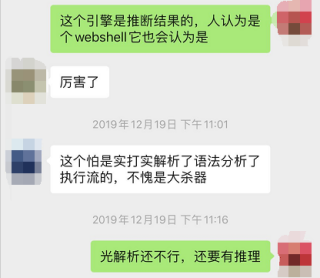 这个引擎是推断结果的，人认为是
个webshell它也会认为是
厉害了
2019年12月19日 下午11:01
这个怕是实打实解析了语法分析了
执行流的，不愧是大杀器
2019年12月19日 下午11:16
光解析还不行，还要有推理